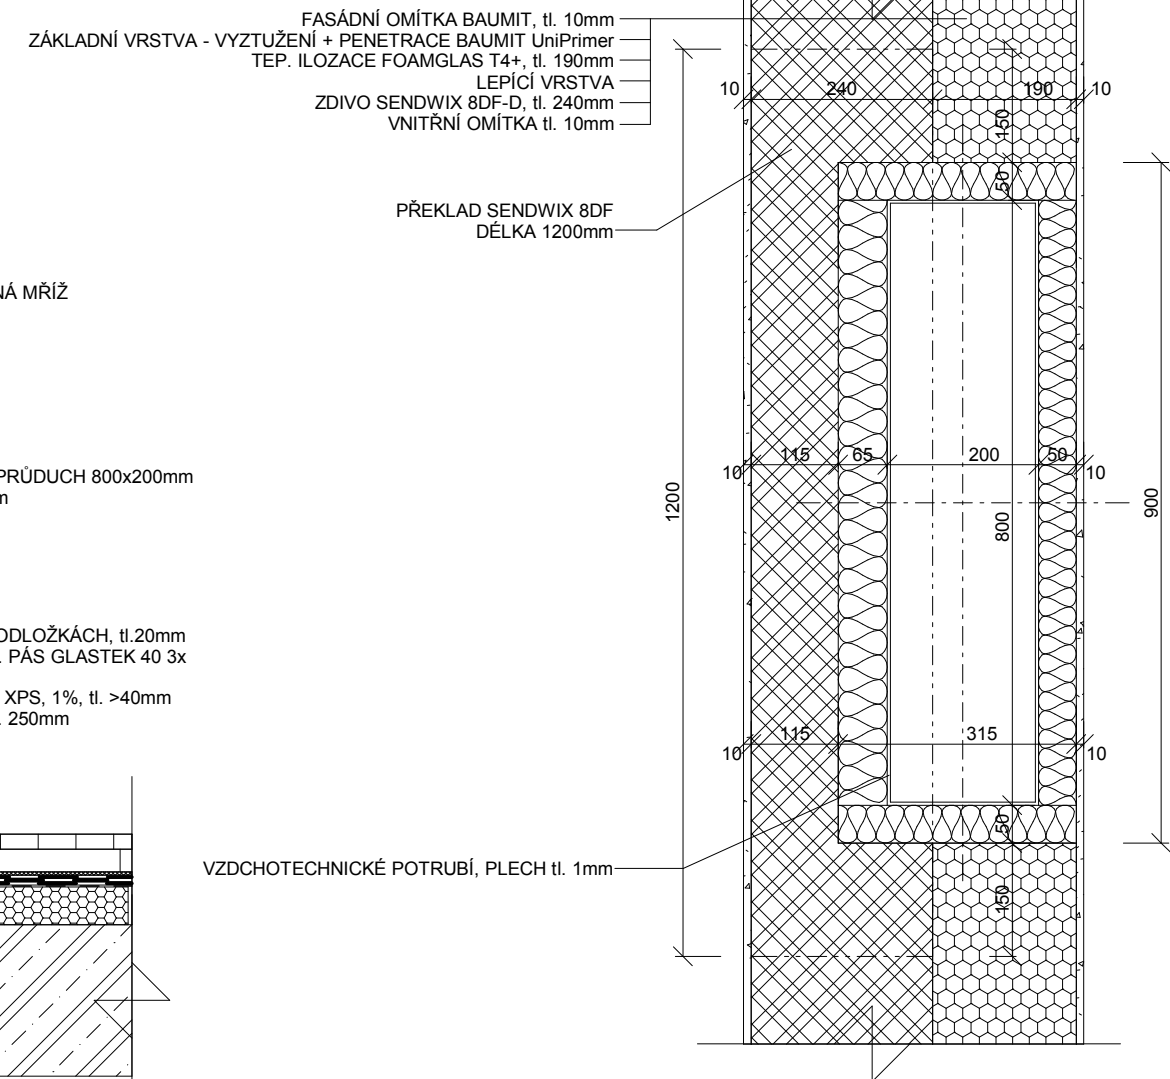 FASÁDNÍ OMÍTKA BAUMIT, tl. 10mm
ZÁKLADNÍ VRSTVA - VYZTUŽENÍ + PENETRACE BAUMIT UniPrimer
TEP. ILOZACE FOAMGLAS T4+, tl. 190mm
LEPÍCÍ VRSTVA
ZDIVO SENDWIX 8DF-D, tl. 240mm
VNITŘNÍ OMÍTKA tl. 10mm
10
240
190
10
150
50
PŘEKLAD SENDWIX 8DF
DÉLKA 1200mm
NÁ MŘÍŽ
PRŮDUCH 800x200mm
m
10
115
65
200
50
10
1200
800
900
ODLOŽKÁCH, tl.20mm
. PÁS GLASTEK 40 3x
XPS, 1%, tl. >40mm
. 250mm
10
115
315
10
50
150
VZDCHOTECHNICKÉ POTRUBÍ, PLECH tl. 1mm